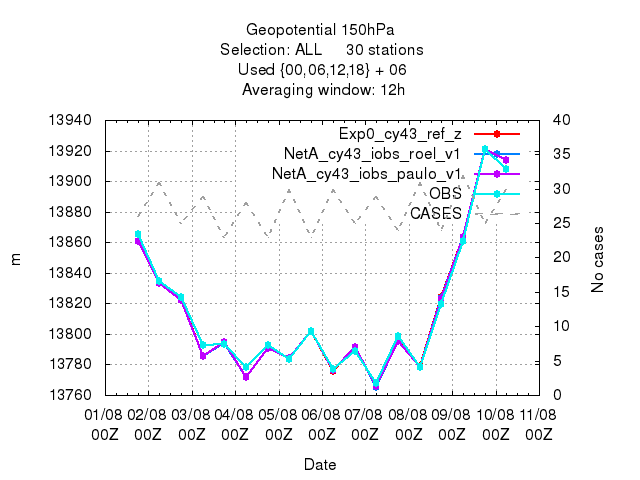 Geopotential 150hPa
Selection: ALL     30 stations
Used {00,06,12,18} + 06
Averaging window: 12h
13940
13920
13900
13880
13860
13840
13820
13800
13780
13760
m
40
35
30
25
20
15
10
5
0
No cases
Exp0_cy43_ref_z
NetA_cy43_iobs_roel_v1
NetA_cy43_iobs_paulo_v1
OBS
CASES
01/08 02/08 03/08 04/08 05/08 06/08 07/08 08/08 09/08 10/08 11/08
00Z 00Z 00Z 00Z 00Z 00Z 00Z 00Z 00Z 00Z 00Z
Date